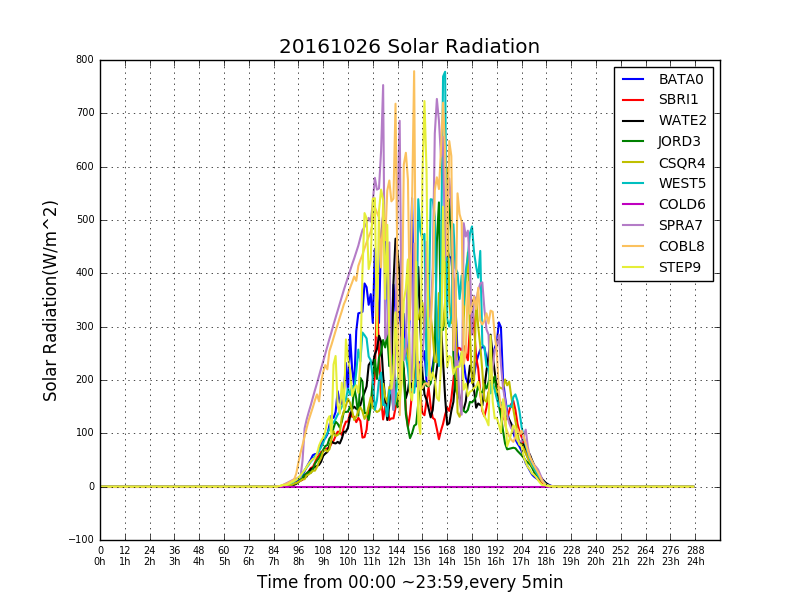 20161026 Solar Radiation
800
700
600
500
400
300
200
100
0
−100
Solar Radiation(W/m^2)
BATA0
SBRI1
WATE2
JORD3
CSQR4
WEST5
COLD6
SPRA7
COBL8
STEP9
0 12 24 36 48 60 72 84 96 108 120 132 144 156 168 180 192 204 216 228 240 252 264 276 288
0h 1h 2h 3h 4h 5h 6h 7h 8h 9h 10h 11h 12h 13h 14h 15h 16h 17h 18h 19h 20h 21h 22h 23h 24h
Time from 00:00 ~23:59,every 5min